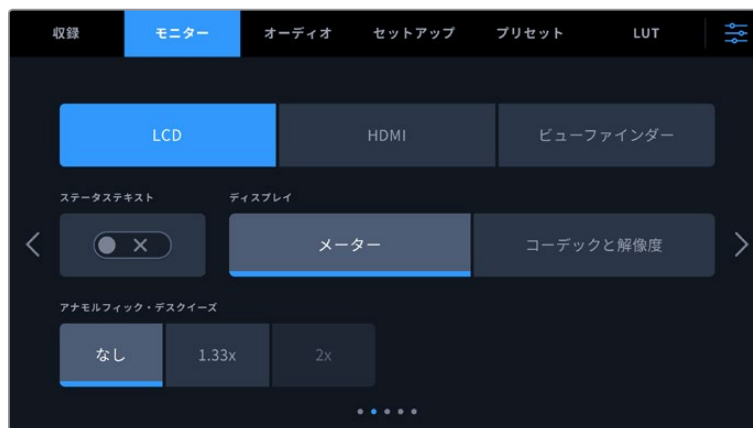 収録 モニター オーディオ セットアップ プリセット LUT
LCD HDMI ビューファインダー
ステータステキスト ディスプレイ
メーター コーデックと解像度
アナモルフィック・デスクイーズ
なし 1.33x 2x